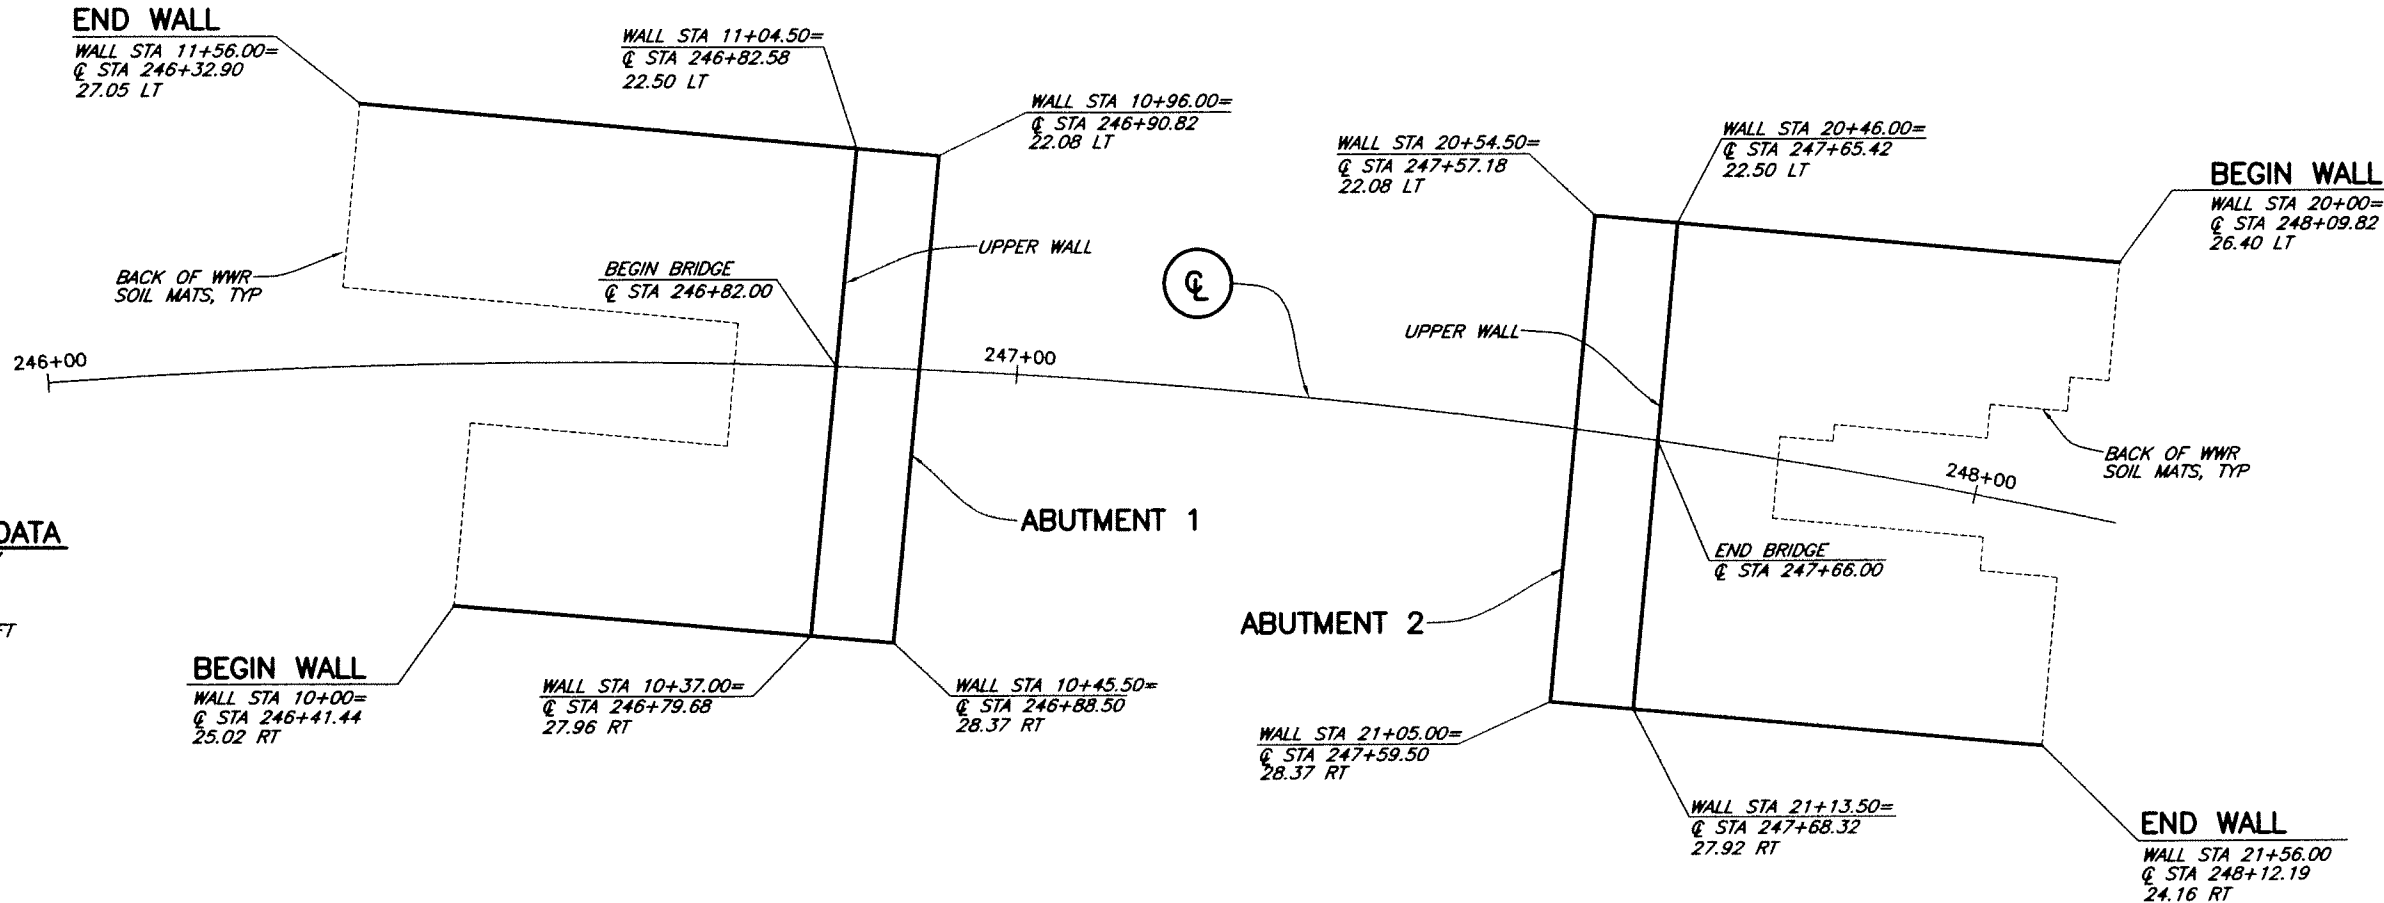 END WALL
WALL STA 11+56.00=
℄ STA 246+32.90
27.05 LT
WALL STA 11+04.50=
℄ STA 246+82.58
22.50 LT
WALL STA 10+96.00=
℄ STA 246+90.82
22.08 LT
WALL STA 20+54.50=
℄ STA 247+57.18
22.08 LT
WALL STA 20+46.00=
℄ STA 247+65.42
22.50 LT
BEGIN WALL
WALL STA 20+00=
℄ STA 248+09.82
26.40 LT
BACK OF WWR
SOIL MATS, TYP
BEGIN BRIDGE
℄ STA 246+82.00
UPPER WALL
℄
UPPER WALL
246+00
247+00
248+00
BACK OF WWR
SOIL MATS, TYP
DATA
FT
ABUTMENT 1
END BRIDGE
℄ STA 247+66.00
ABUTMENT 2
BEGIN WALL
WALL STA 10+00=
℄ STA 246+41.44
25.02 RT
WALL STA 10+37.00=
℄ STA 246+79.68
27.96 RT
WALL STA 10+45.50=
℄ STA 246+88.50
28.37 RT
WALL STA 21+05.00=
℄ STA 247+59.50
28.37 RT
WALL STA 21+13.50=
℄ STA 247+68.32
27.92 RT
END WALL
WALL STA 21+56.00
℄ STA 248+12.19
24.16 RT